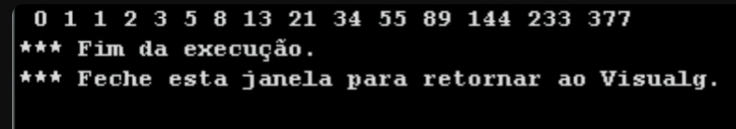 0 1 1 2 3 5 8 13 21 34 55 89 144 233 377
*** Fim da execução.
*** Feche esta janela para retornar ao Visualg.